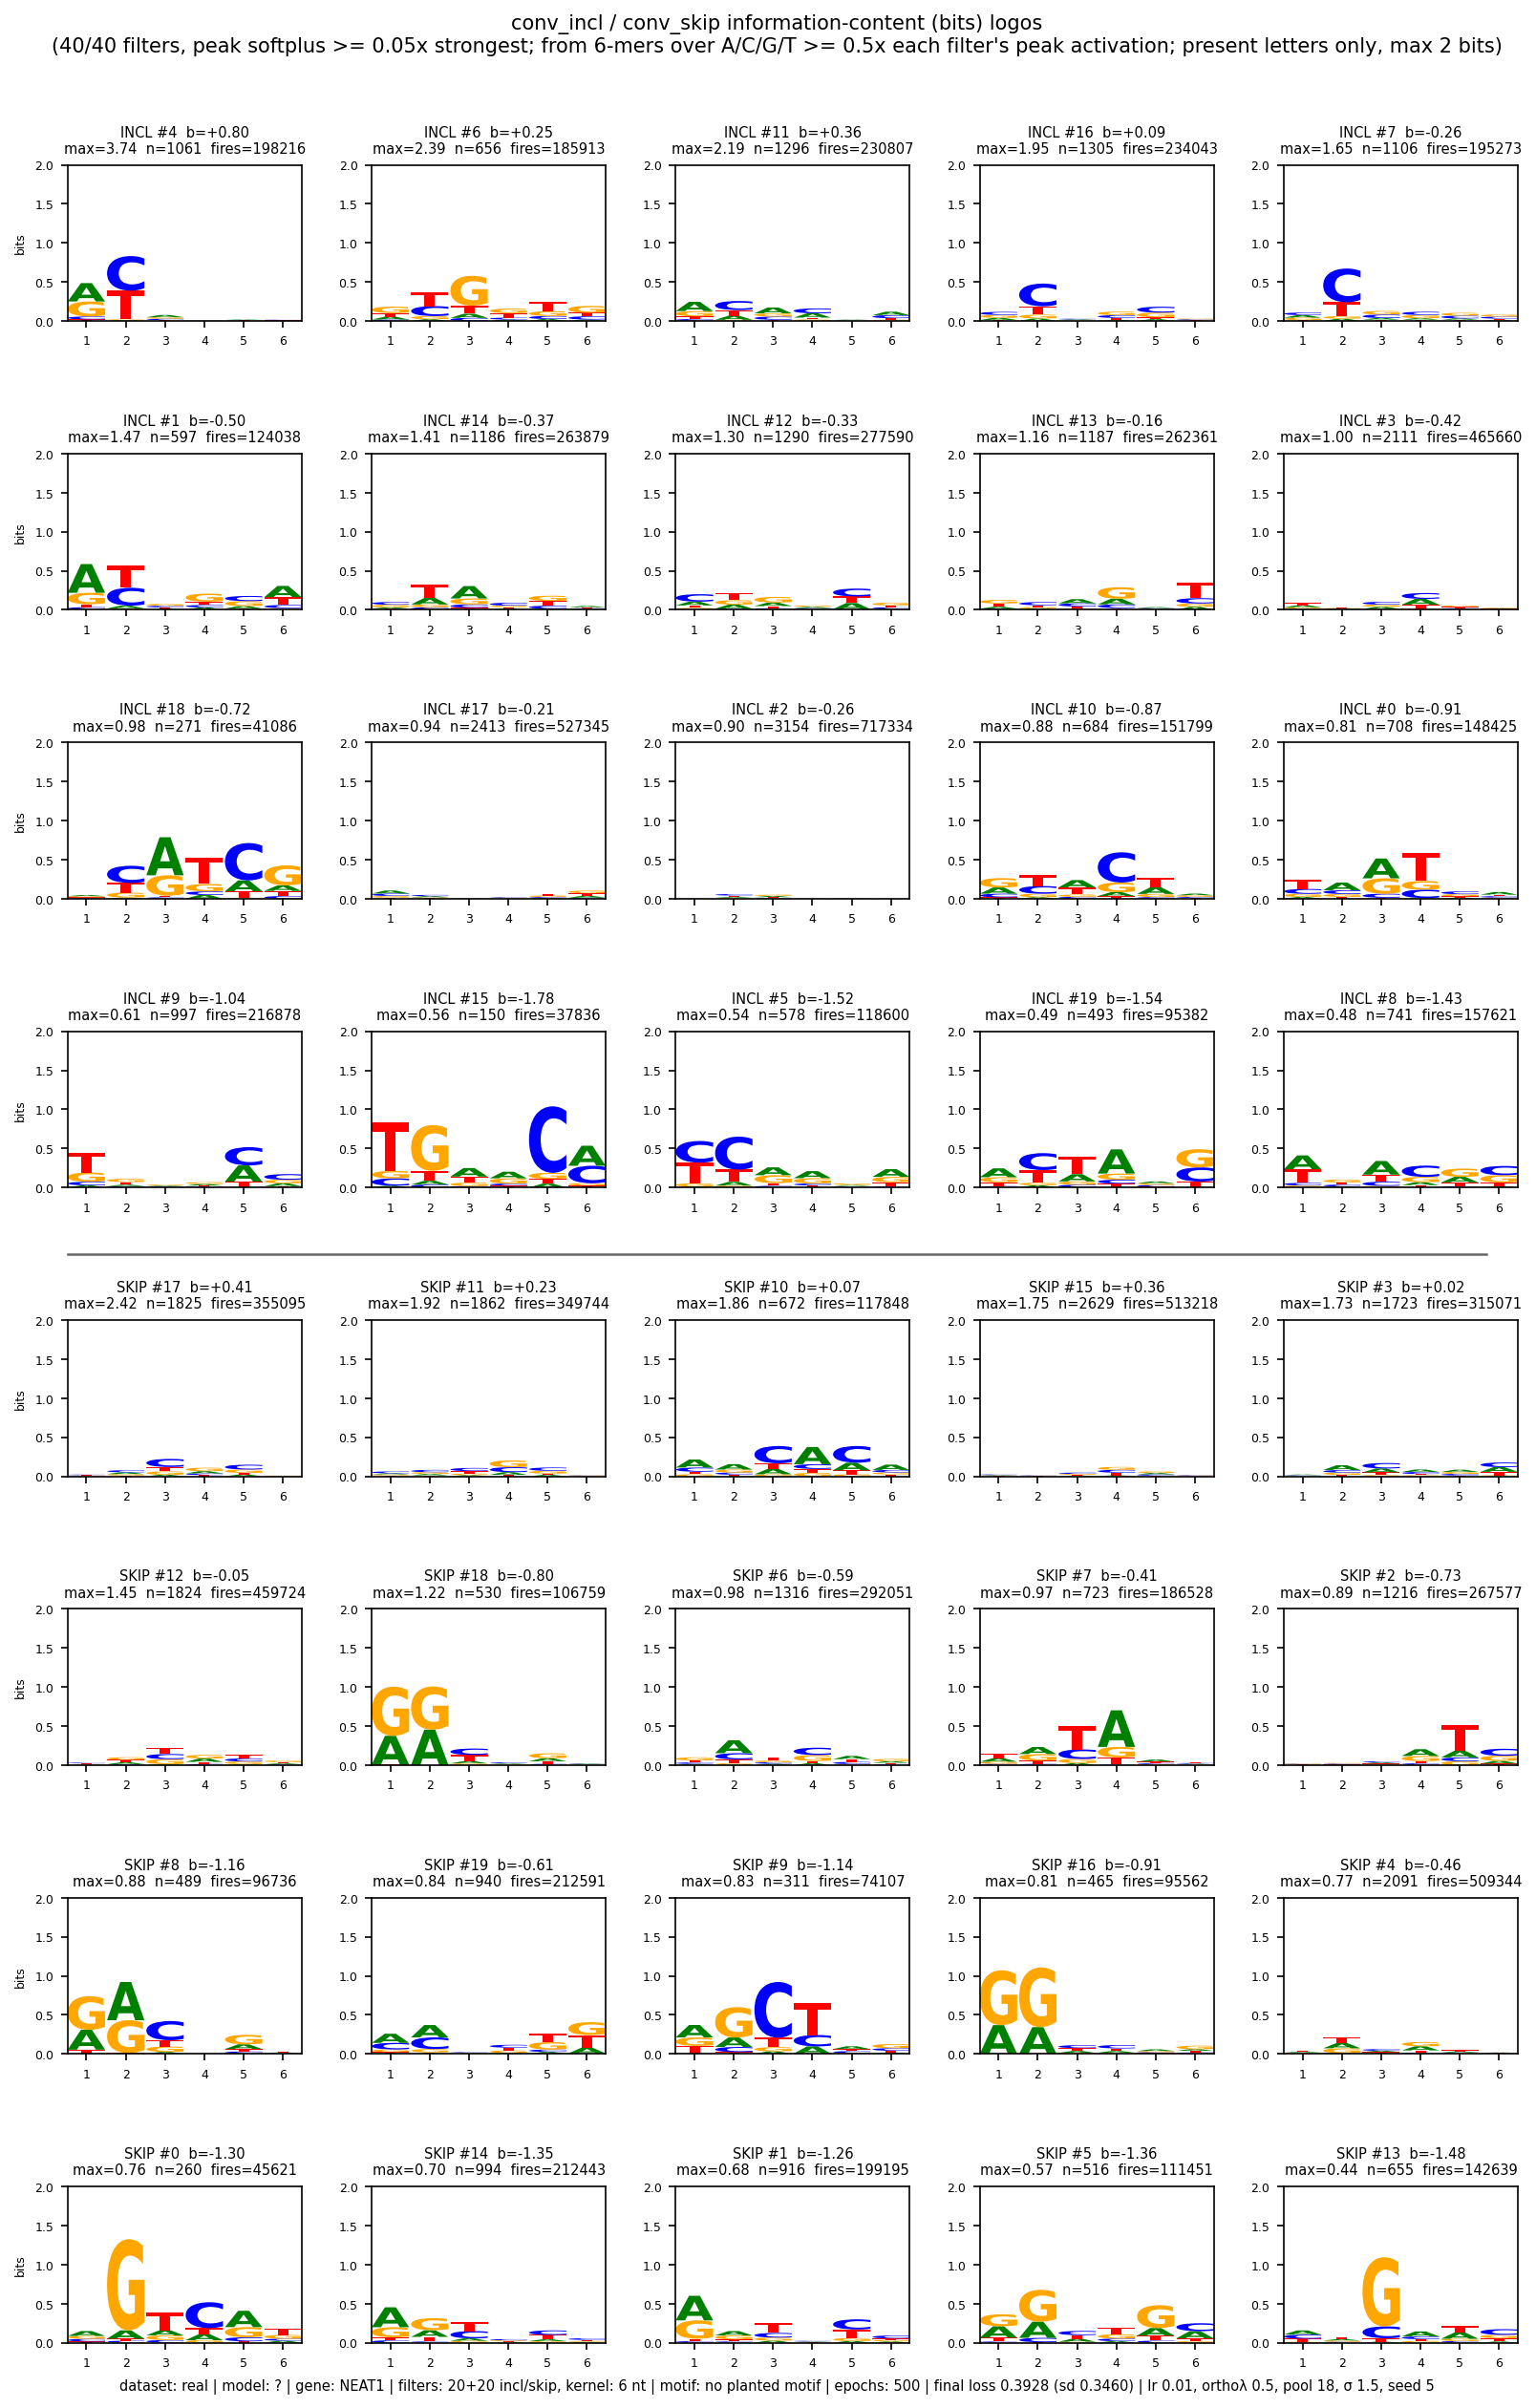 conv_incl / conv_skip information-content (bits) logos
(40/40 filters, peak softplus >= 0.05x strongest; from 6-mers over A/C/G/T >= 0.5x each filter's peak activation; present letters only, max 2 bits)
INCL #4 b=+0.80
max=3.74 n=1061 fires=198216
INCL #6 b=+0.25
max=2.39 n=656 fires=185913
INCL #11 b=+0.36
max=2.19 n=1296 fires=230807
INCL #16 b=+0.09
max=1.95 n=1305 fires=234043
INCL #7 b=-0.26
max=1.65 n=1106 fires=195273
INCL #1 b=-0.50
max=1.47 n=597 fires=124038
INCL #14 b=-0.37
max=1.41 n=1186 fires=263879
INCL #12 b=-0.33
max=1.30 n=1290 fires=277590
INCL #13 b=-0.16
max=1.16 n=1187 fires=262361
INCL #3 b=-0.42
max=1.00 n=2111 fires=465660
INCL #18 b=-0.72
max=0.98 n=271 fires=41086
INCL #17 b=-0.21
max=0.94 n=2413 fires=527345
INCL #2 b=-0.26
max=0.90 n=3154 fires=717334
INCL #10 b=-0.87
max=0.88 n=684 fires=151799
INCL #0 b=-0.91
max=0.81 n=708 fires=148425
INCL #9 b=-1.04
max=0.61 n=997 fires=216878
INCL #15 b=-1.78
max=0.56 n=150 fires=37836
INCL #5 b=-1.52
max=0.54 n=578 fires=118600
INCL #19 b=-1.54
max=0.49 n=493 fires=95382
INCL #8 b=-1.43
max=0.48 n=741 fires=157621
SKIP #17 b=+0.41
max=2.42 n=1825 fires=355095
SKIP #11 b=+0.23
max=1.92 n=1862 fires=349744
SKIP #10 b=+0.07
max=1.86 n=672 fires=117848
SKIP #15 b=+0.36
max=1.75 n=2629 fires=513218
SKIP #3 b=+0.02
max=1.73 n=1723 fires=315071
SKIP #12 b=-0.05
max=1.45 n=1824 fires=459724
SKIP #18 b=-0.80
max=1.22 n=530 fires=106759
SKIP #6 b=-0.59
max=0.98 n=1316 fires=292051
SKIP #7 b=-0.41
max=0.97 n=723 fires=186528
SKIP #2 b=-0.73
max=0.89 n=1216 fires=267577
SKIP #8 b=-1.16
max=0.88 n=489 fires=96736
SKIP #19 b=-0.61
max=0.84 n=940 fires=212591
SKIP #9 b=-1.14
max=0.83 n=311 fires=74107
SKIP #16 b=-0.91
max=0.81 n=465 fires=95562
SKIP #4 b=-0.46
max=0.77 n=2091 fires=509344
SKIP #0 b=-1.30
max=0.76 n=260 fires=45621
SKIP #14 b=-1.35
max=0.70 n=994 fires=212443
SKIP #1 b=-1.26
max=0.68 n=916 fires=199195
SKIP #5 b=-1.36
max=0.57 n=516 fires=111451
SKIP #13 b=-1.48
max=0.44 n=655 fires=142639
dataset: real | model: ? | gene: NEAT1 | filters: 20+20 incl/skip, kernel: 6 nt | motif: no planted motif | epochs: 500 | final loss 0.3928 (sd 0.3460) | lr 0.01, orthoλ 0.5, pool 18, σ 1.5, seed 5